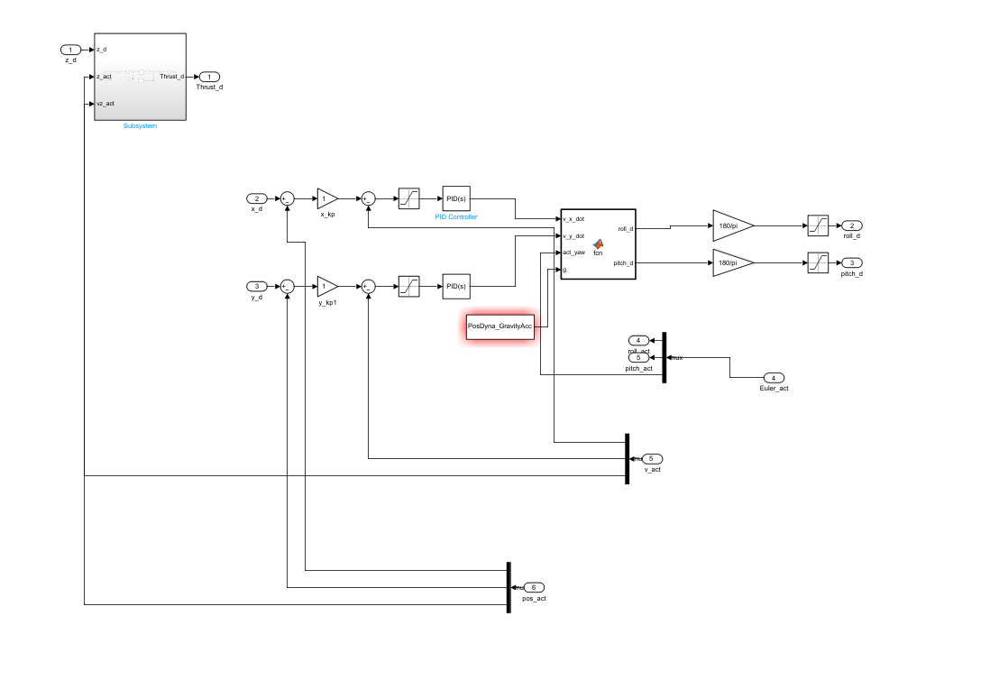 1
z_d
z_d
z_act
vz_act
Thrust_d
1
Thrust_d
Subsystem
2
x_d
+
_
1
x_kp
+
_
PID(s)
PID Controller
3
y_d
+
_
1
y_kp1
+
_
PID(s)
v_x_dot
v_y_dot
act_yaw
g
fcn
roll_d
pitch_d
180/pi
2
roll_d
180/pi
3
pitch_d
PosDyna_GravityAcc
4
roll_act
5
pitch_act
mux
4
Euler_act
5
v_act
6
pos_act